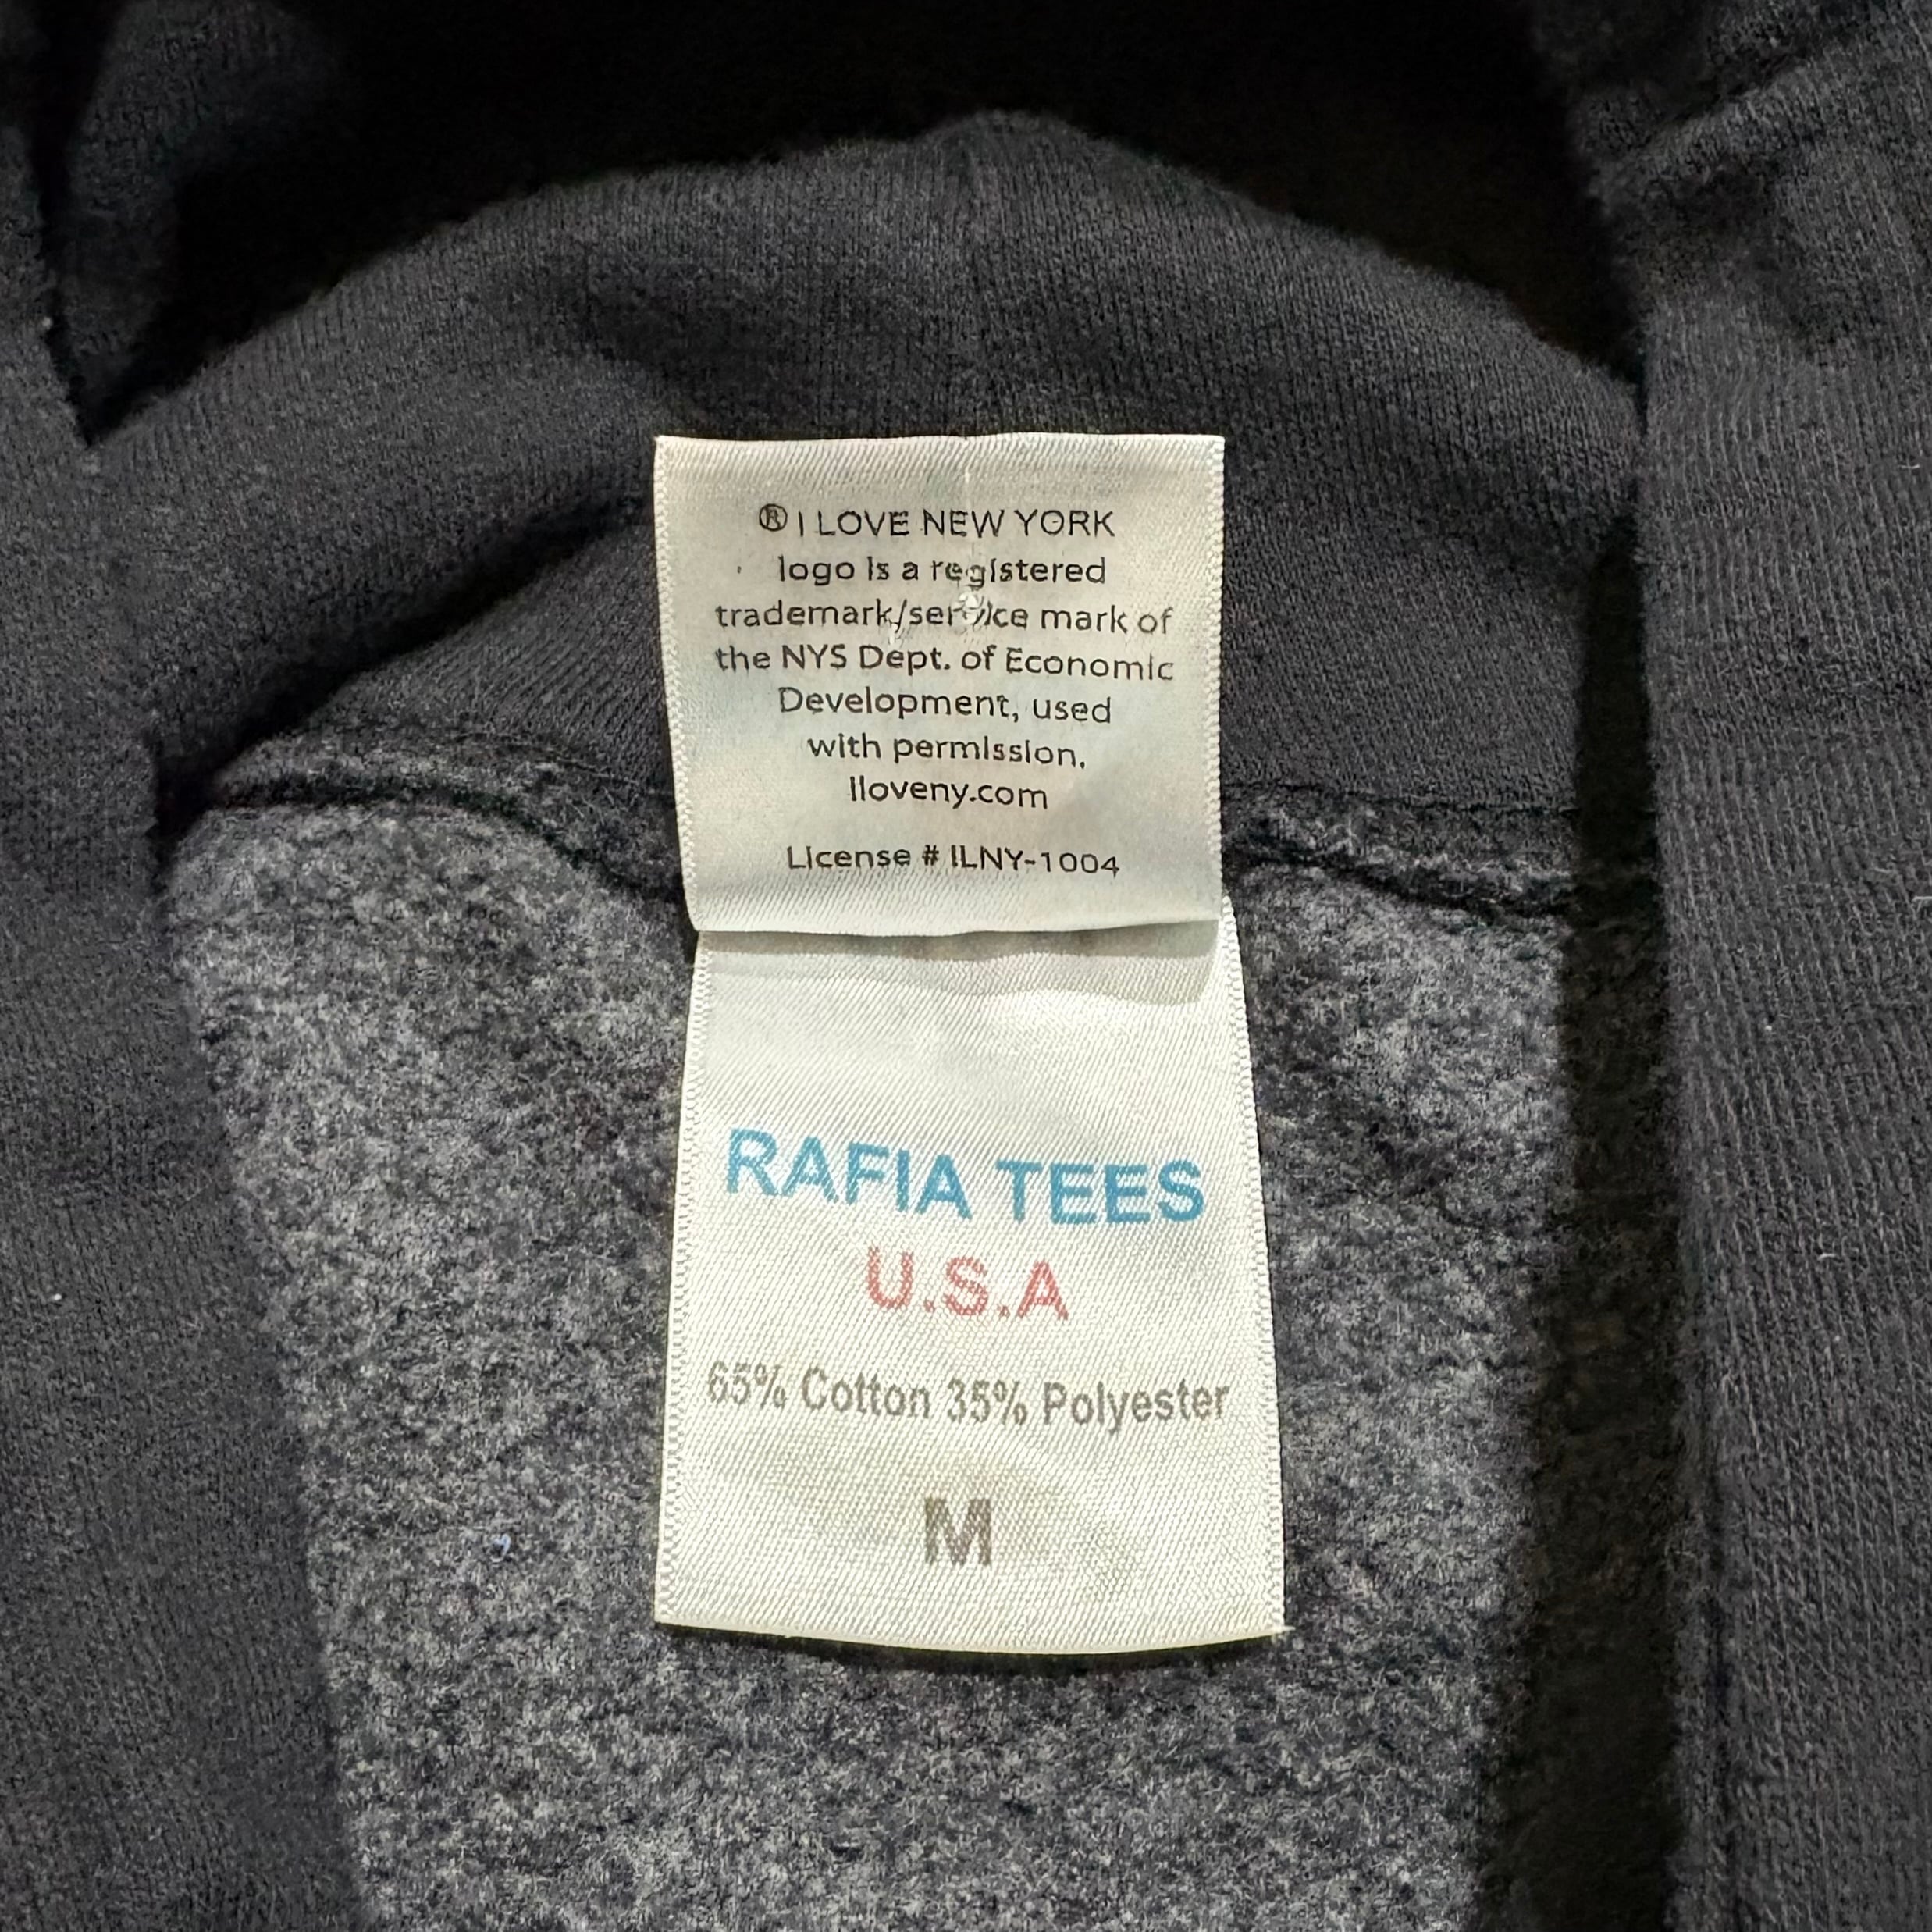 ® I LOVE NEW YORK
logo is a registered
trademark/service mark of
the NYS Dept. of Economic
Development, used
with permission.
iloveny.com
License # ILNY-1004
RAFIA TEES
U.S.A
65% Cotton 35% Polyester
M